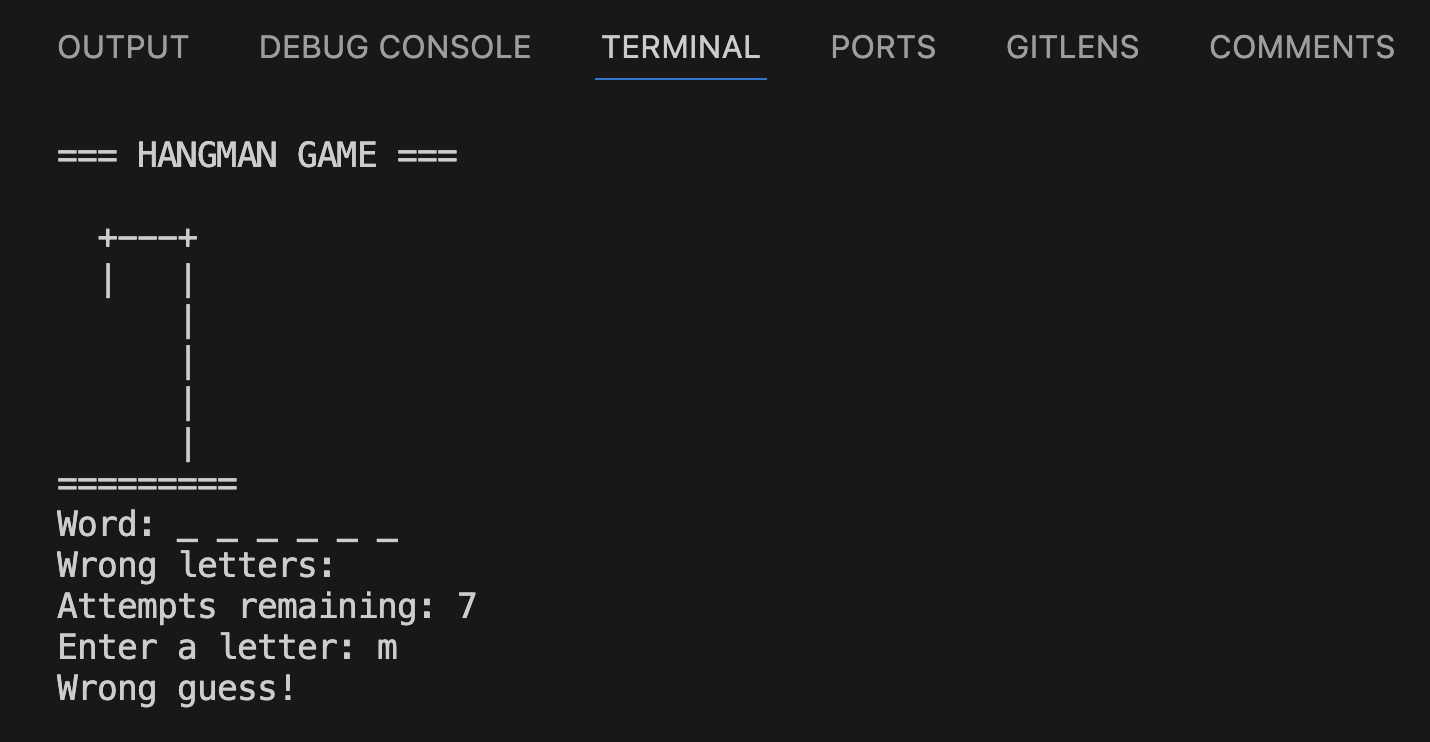 OUTPUT DEBUG CONSOLE TERMINAL PORTS GITLENS COMMENTS
=== HANGMAN GAME ===
  +---+
  |   |
      |
      |
      |
      |
=========
Word: _ _ _ _ _ _
Wrong letters:
Attempts remaining: 7
Enter a letter: m
Wrong guess!